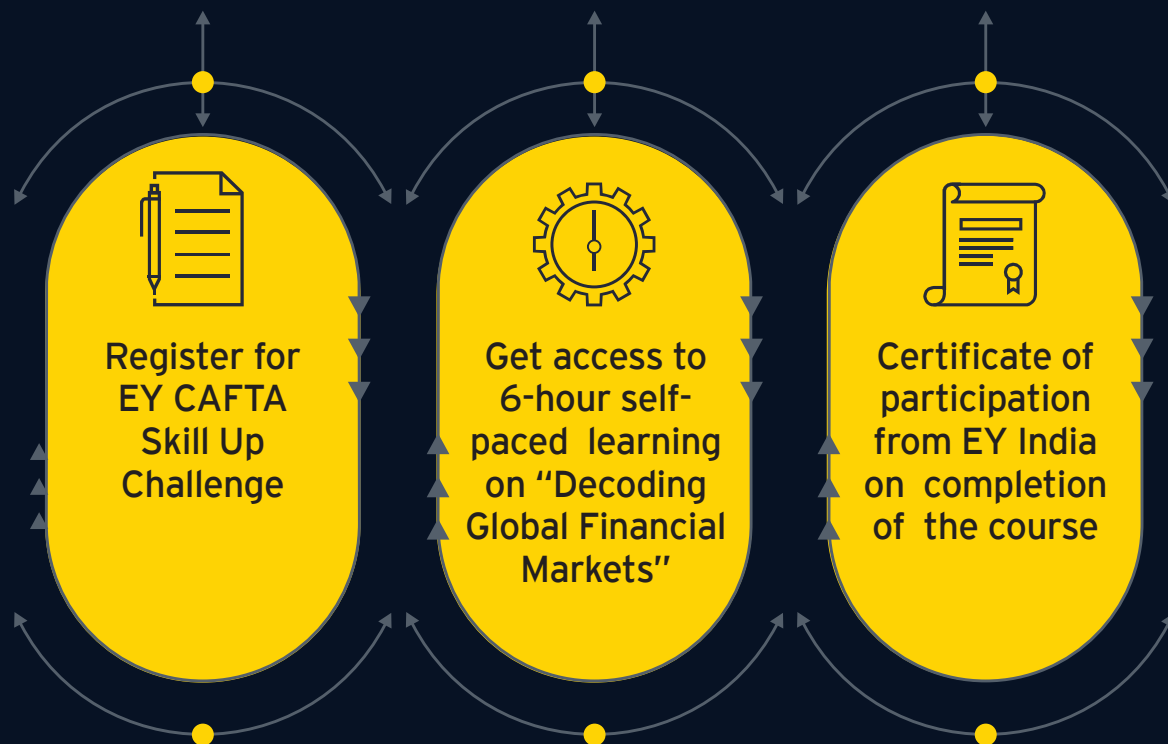 Register for
EY CAFTA
Skill Up
Challenge
Get access to
6-hour self-
paced learning
on “Decoding
Global Financial
Markets”
Certificate of
participation
from EY India
on completion
of the course